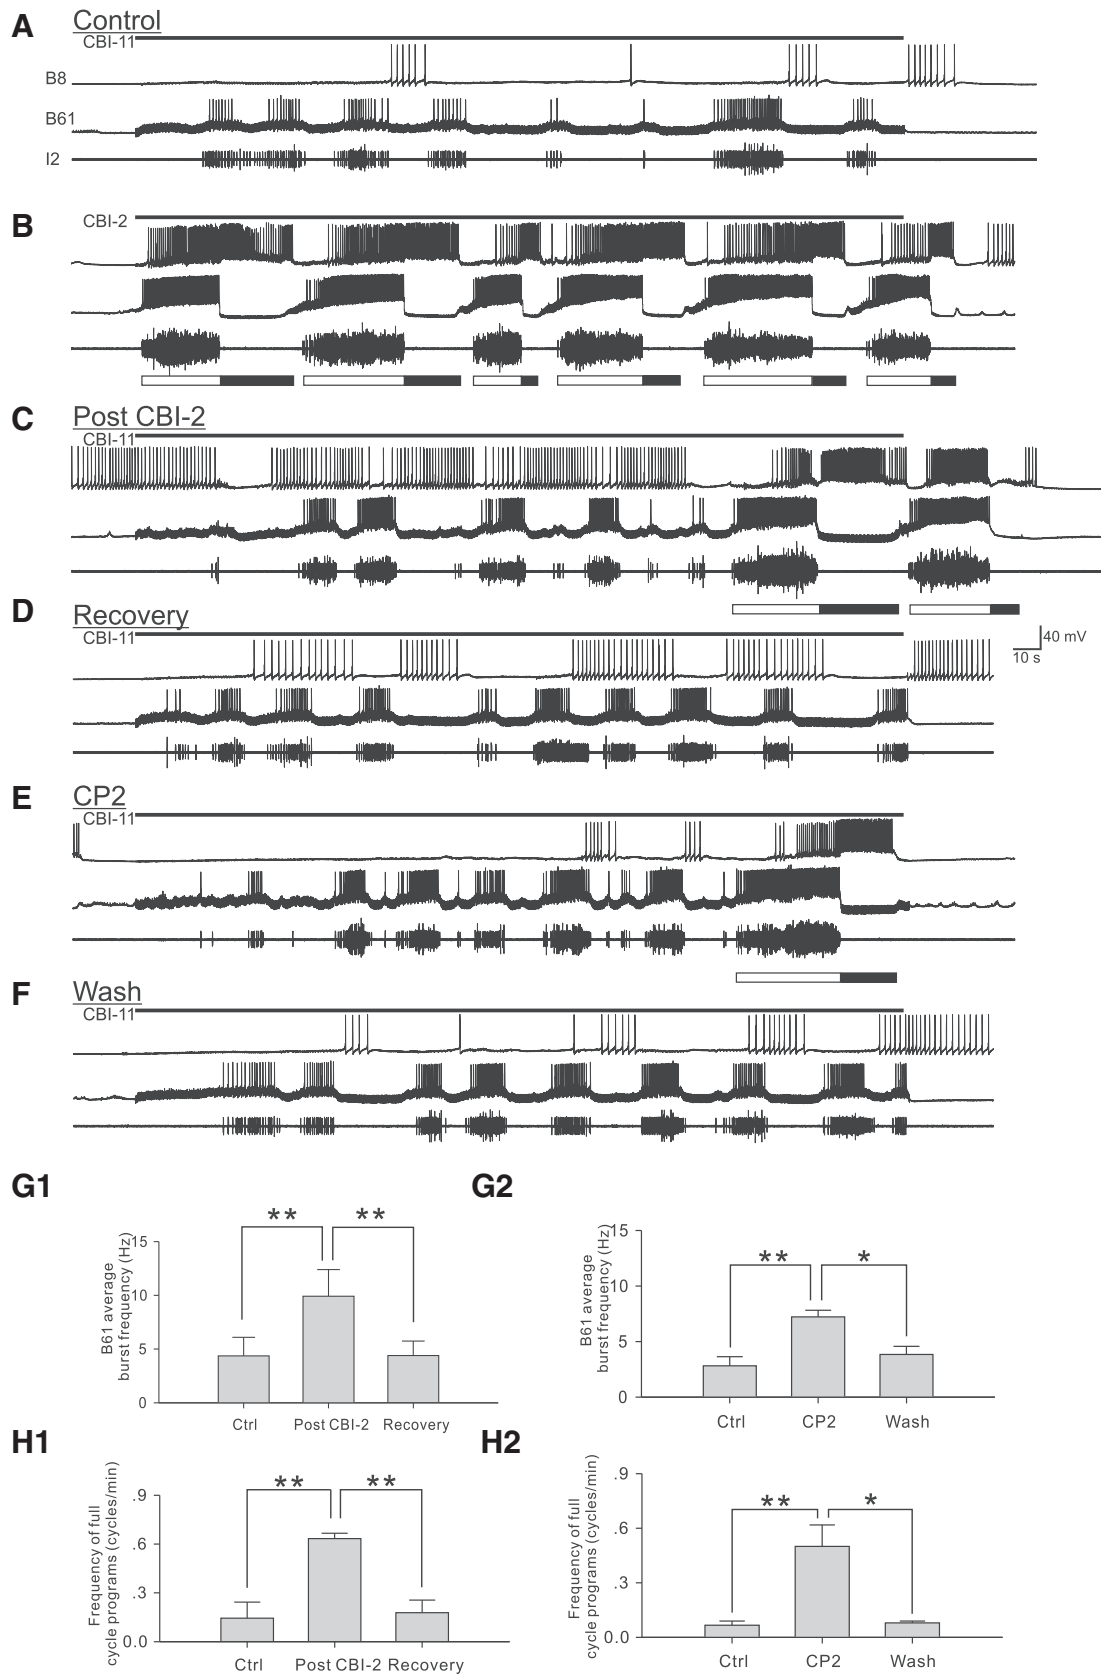 A
Control
CBI-11
B8
B61
I2
B
CBI-2
C
Post CBI-2
CBI-11
D
Recovery
CBI-11
40 mV
10 s
E
CP2
CBI-11
F
Wash
CBI-11
G1
B61 average
burst frequency (Hz)
15
10
5
0
** **
Ctrl Post CBI-2 Recovery
G2
B61 average
burst frequency (Hz)
15
10
5
0
** *
Ctrl CP2 Wash
H1
Frequency of full
cycle programs (cycles/min)
.9
.6
.3
0.0
** **
Ctrl Post CBI-2 Recovery
H2
Frequency of full
cycle programs (cycles/min)
.9
.6
.3
0.0
** *
Ctrl CP2 Wash